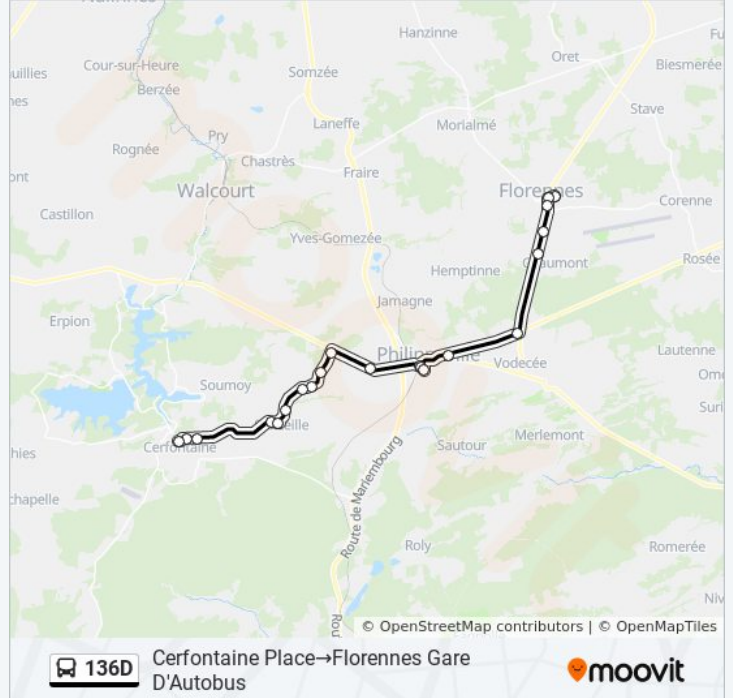 Hanzinne
Cour-sur-Heure
Oret
Biesmerée
Somzée
Berzée
Stave
Laneffe
Morialmé
Pry
Rognée
Chastrès
Fraire
Walcourt
Florennes
Corenne
Castillon
Yves-Gomezée
Rosée
Hemptinne
Jamagne
Erpion
Lautenne
Vodecée
Soumoy
Cerfontaine
Merlemont
Sautour
Route de Mariembourg
Roly
Romerée
© OpenStreetMap contributors | © OpenMapTiles
136D
Cerfontaine Place→Florennes Gare
D'Autobus
moovit